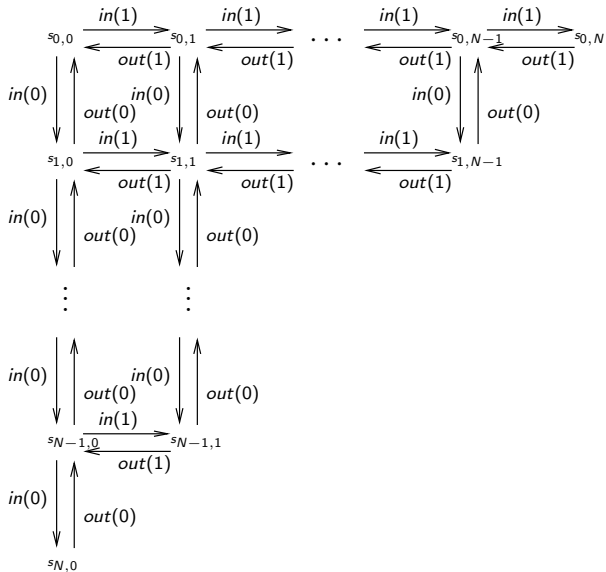 in(1) in(1) in(1) in(1)
s0,0 s0,1 ... s0,N−1 s0,N
out(1) out(1) out(1) out(1)
in(0) out(0) in(0) out(0) in(0) out(0)
in(1) in(1) in(1)
s1,0 s1,1 ... s1,N−1
out(1) out(1) out(1)
in(0) out(0) in(0) out(0)
⋮ ⋮
in(0) out(0) in(0) out(0)
in(1)
sN−1,0 sN−1,1
out(1)
in(0) out(0)
sN,0